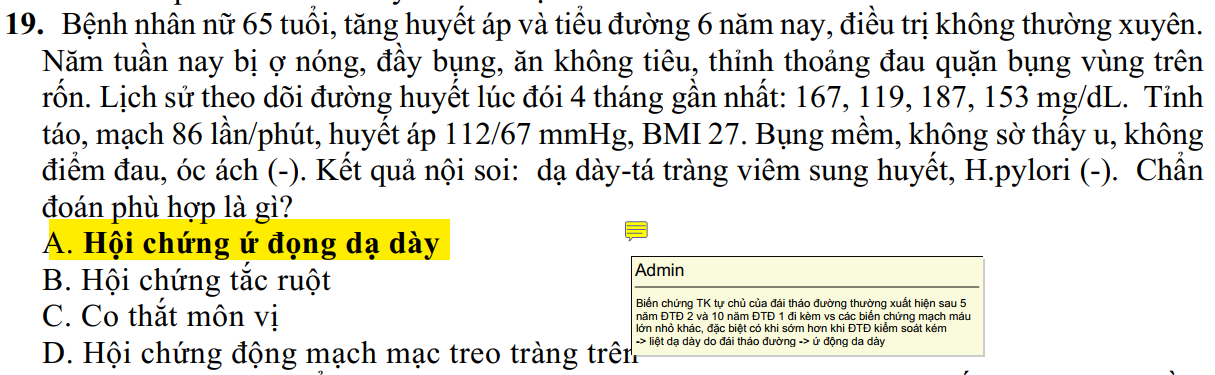 19. Bệnh nhân nữ 65 tuổi, tăng huyết áp và tiểu đường 6 năm nay, điều trị không thường xuyên.
Năm tuần nay bị ợ nóng, đầy bụng, ăn không tiêu, thỉnh thoảng đau quặn bụng vùng trên
rốn. Lịch sử theo dõi đường huyết lúc đói 4 tháng gần nhất: 167, 119, 187, 153 mg/dL. Tỉnh
táo, mạch 86 lần/phút, huyết áp 112/67 mmHg, BMI 27. Bụng mềm, không sờ thấy u, không
điểm đau, óc ách (-). Kết quả nội soi: dạ dày-tá tràng viêm sung huyết, H.pylori (-). Chẩn
đoán phù hợp là gì?
A. Hội chứng ứ đọng dạ dày
B. Hội chứng tắc ruột
C. Co thắt môn vị
D. Hội chứng động mạch mạc treo tràng trên
Admin
Biến chứng TK tự chủ của đái tháo đường thường xuất hiện sau 5
năm ĐTĐ 2 và 10 năm ĐTĐ 1 đi kèm vs các biến chứng mạch máu
lớn nhỏ khác, đặc biệt có khi sớm hơn khi ĐTĐ kiểm soát kém
-> liệt dạ dày do đái tháo đường -> ứ động da dày